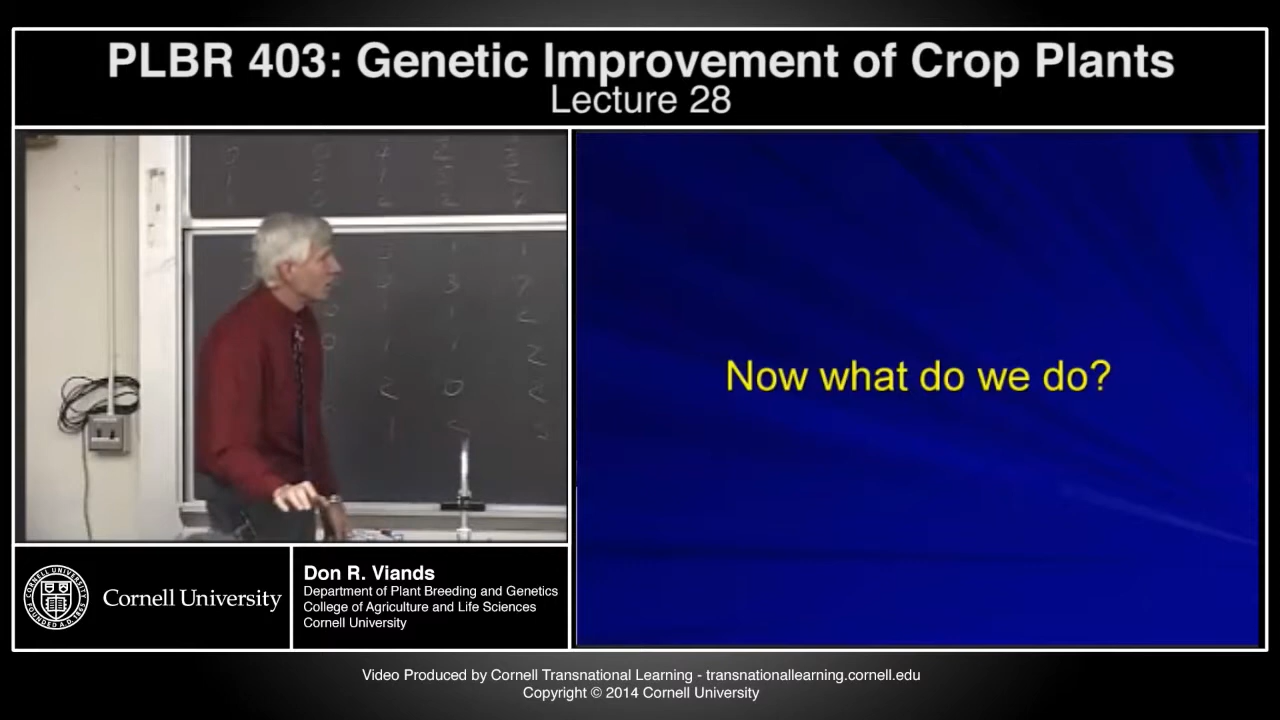 PLBR 403: Genetic Improvement of Crop Plants
Lecture 28
Now what do we do?
Cornell University
Don R. Viands
Department of Plant Breeding and Genetics
College of Agriculture and Life Sciences
Cornell University
Video Produced by Cornell Transnational Learning - transnationallearning.cornell.edu
Copyright © 2014 Cornell University